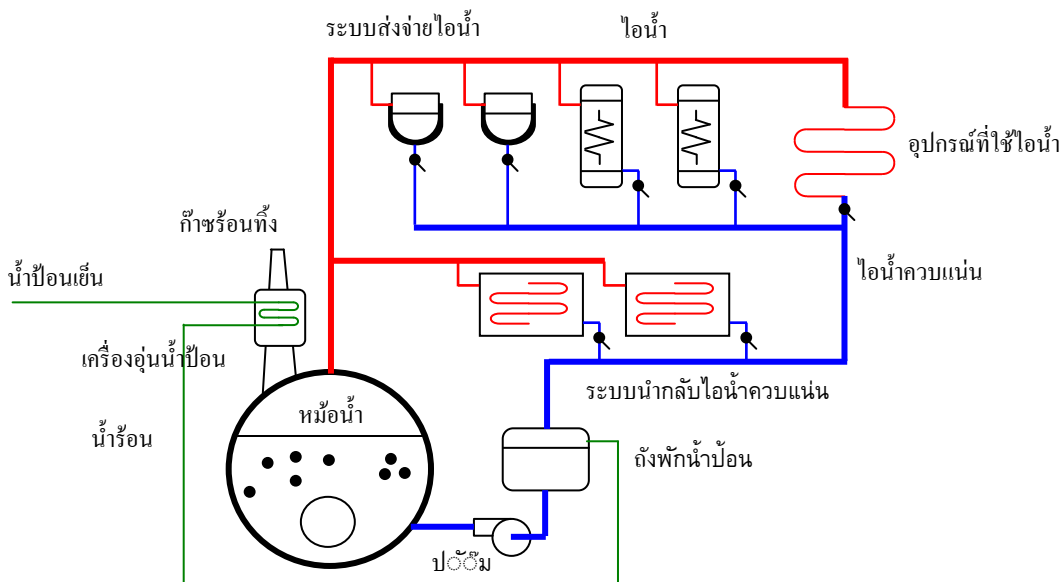 ระบบส่งจ่ายไอน้ำ
ไอน้ำ
อุปกรณ์ที่ใช้ไอน้ำ
ก๊าซร้อนทิ้ง
น้ำป้อนเย็น
ไอน้ำควบแน่น
เครื่องอุ่นน้ำป้อน
ระบบนำกลับไอน้ำควบแน่น
หม้อน้ำ
น้ำร้อน
ถังพักน้ำป้อน
ปั๊ม